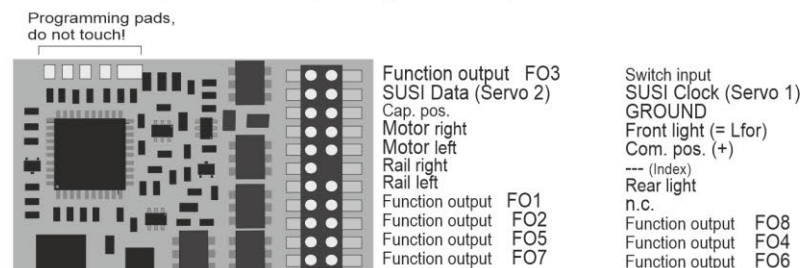 Programming pads,
do not touch!
Function output FO3
SUSI Data (Servo 2)
Cap. pos.
Motor right
Motor left
Rail right
Rail left
Function output FO1
Function output FO2
Function output FO5
Function output FO7
Switch input
SUSI Clock (Servo 1)
GROUND
Front light (= Lfor)
Com. pos. (+)
--- (Index)
Rear light
n.c.
Function output FO8
Function output FO4
Function output FO6